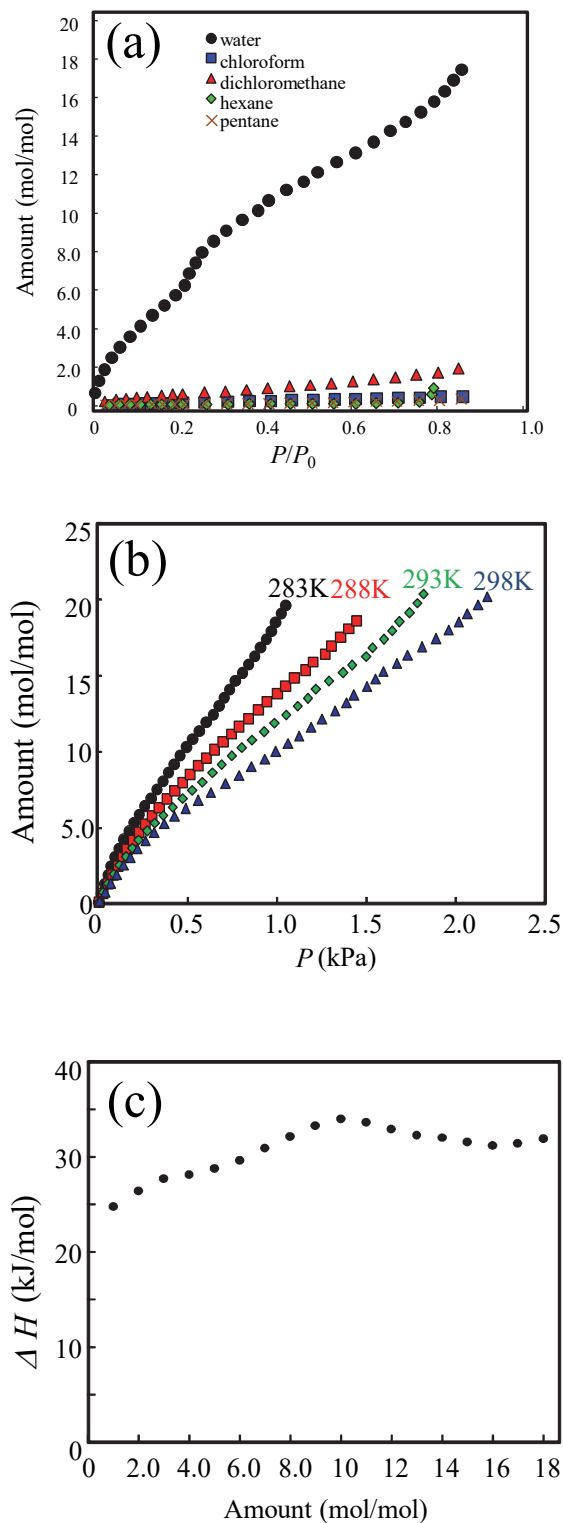 (a)
water
chloroform
dichloromethane
hexane
pentane
20
18
16
14
12
10
8.0
6.0
4.0
2.0
0
Amount (mol/mol)
0 0.2 0.4 0.6 0.8 1.0
P/P0
(b)
283K 288K 293K 298K
25
20
15
10
5.0
0
Amount (mol/mol)
0 0.5 1.0 1.5 2.0 2.5
P (kPa)
(c)
40
30
20
10
0
Δ H (kJ/mol)
0 2.0 4.0 6.0 8.0 10 12 14 16 18
Amount (mol/mol)